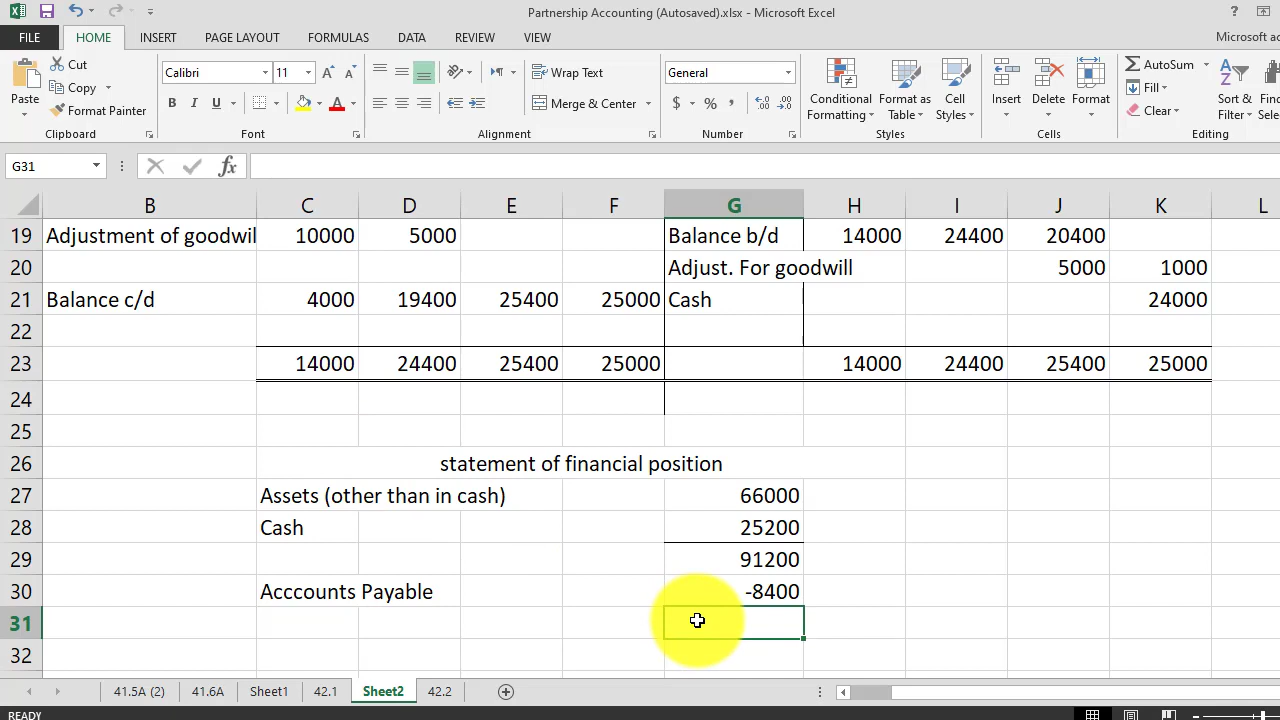 Partnership Accounting (Autosaved).xlsx - Microsoft Excel
FILE HOME INSERT PAGE LAYOUT FORMULAS DATA REVIEW VIEW Microsoft ac
Paste Cut Copy Format Painter
Calibri 11 B I U
Wrap Text Merge & Center
General $ % ,
Conditional Formatting Format as Table Cell Styles
Insert Delete Format
AutoSum Fill Clear Sort & Filter
Clipboard Font Alignment Number Styles Cells Editing
G31 fx
B C D E F G H I J K L
19 Adjustment of goodwil 10000 5000 Balance b/d 14000 24400 20400
20 Adjust. For goodwill 5000 1000
21 Balance c/d 4000 19400 25400 25000 Cash 24000
22
23 14000 24400 25400 25000 14000 24400 25400 25000
24
25
26 statement of financial position
27 Assets (other than in cash) 66000
28 Cash 25200
29 91200
30 Acccounts Payable -8400
31
32
41.5A (2) 41.6A Sheet1 42.1 Sheet2 42.2
READY